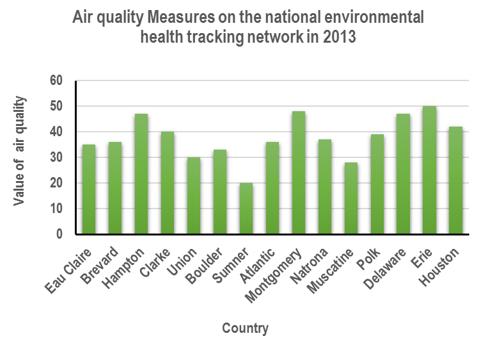 Air quality Measures on the national environmental
health tracking network in 2013
Value of air quality
60
50
40
30
20
10
0
Eau Claire
Brevard
Hampton
Clarke
Union
Boulder
Sumner
Atlantic
Montgomery
Natrona
Muscatine
Polk
Delaware
Erie
Houston
Country